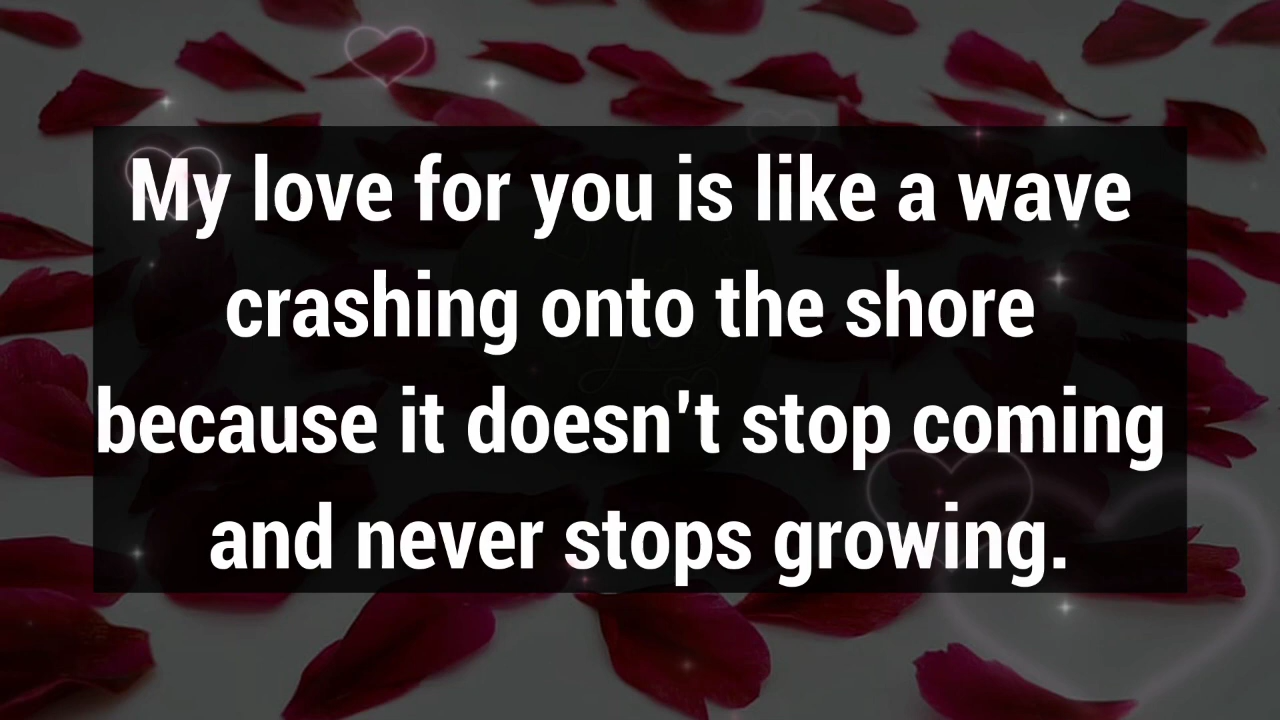 My love for you is like a wave
crashing onto the shore
because it doesn't stop coming
and never stops growing.